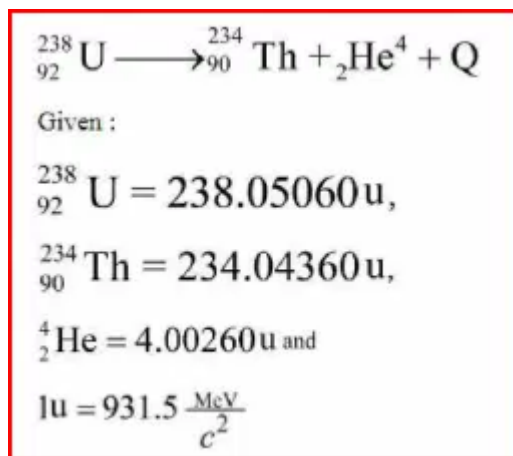 ²³⁸₉₂U ⟶ ²³⁴₉₀Th + ₂He⁴ + Q
Given :
²³⁸₉₂U = 238.05060u,
²³⁴₉₀Th = 234.04360u,
⁴₂He = 4.00260u and
1u = 931.5 MeV/c²